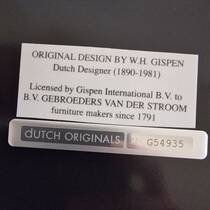 ORIGINAL DESIGN BY W.H. GISPEN
Dutch Designer (1890-1981)
Licensed by Gispen International B.V. to
B.V. GEBROEDERS VAN DER STROOM
furniture makers since 1791
dUTCH ORIGINALS
G54935